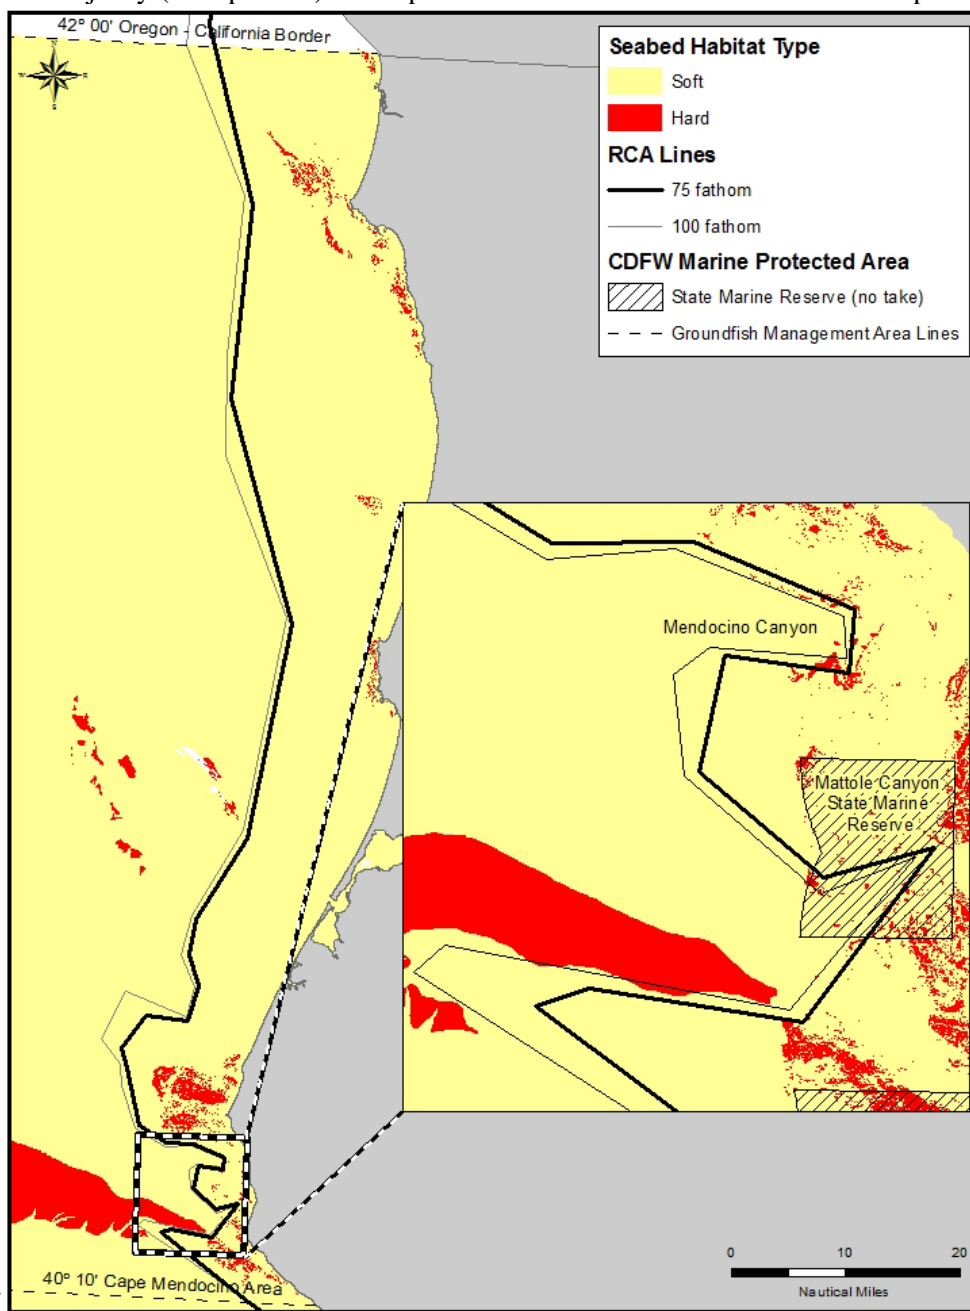 42° 00' Oregon - California Border
Seabed Habitat Type
Soft
Hard
RCA Lines
75 fathom
100 fathom
CDFW Marine Protected Area
State Marine Reserve (no take)
Groundfish Management Area Lines
Mendocino Canyon
Mattole Canyon
State Marine
Reserve
0 10 20
Nautical Miles
40° 10' Cape Mendocino Area